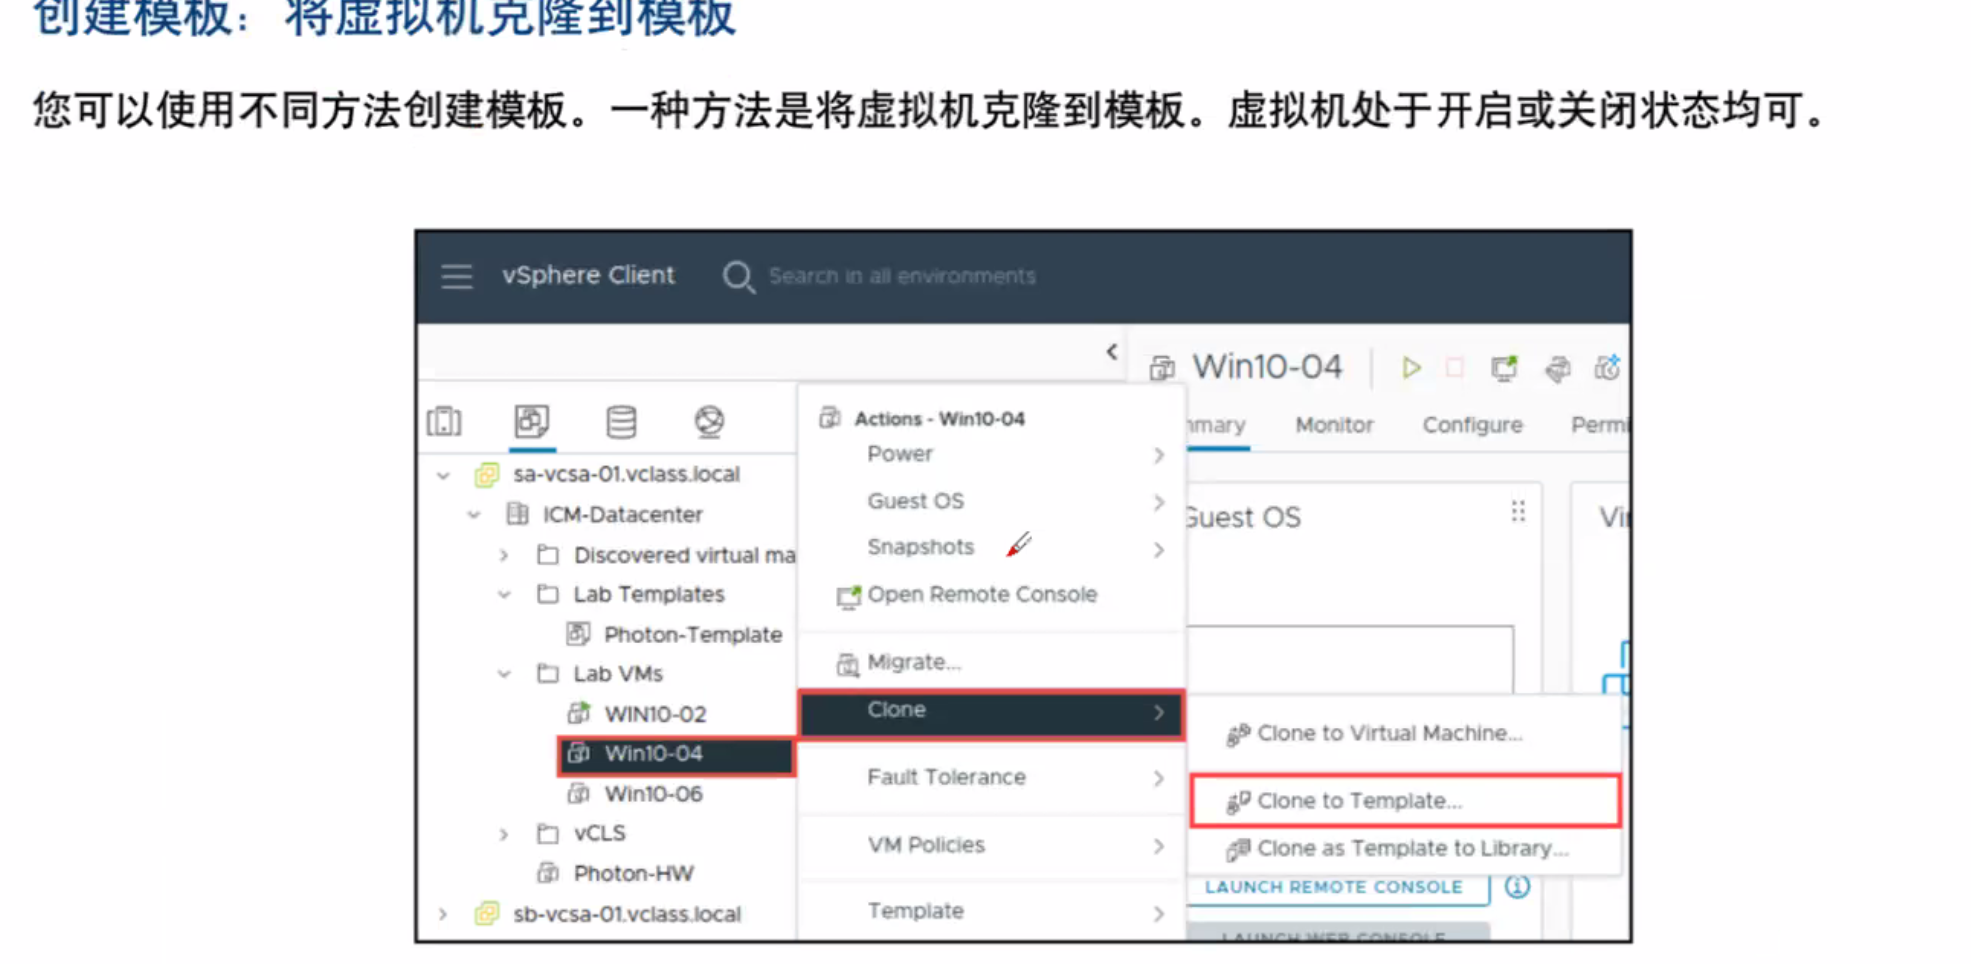 创建模板：将虚拟机克隆到模板
您可以使用不同方法创建模板。一种方法是将虚拟机克隆到模板。虚拟机处于开启或关闭状态均可。
vSphere Client
Search in all environments
Win10-04
Actions - Win10-04
Power
Guest OS
Snapshots
Open Remote Console
Migrate...
Clone
Fault Tolerance
VM Policies
Template
mmary
Monitor
Configure
Permi
sa-vcsa-01.vclass.local
ICM-Datacenter
Discovered virtual ma
Lab Templates
Photon-Template
Lab VMs
WIN10-02
Win10-04
Win10-06
vCLS
Photon-HW
sb-vcsa-01.vclass.local
Guest OS
Clone to Virtual Machine...
Clone to Template...
Clone as Template to Library...
LAUNCH REMOTE CONSOLE
LAUNCH WEB CONSOLE